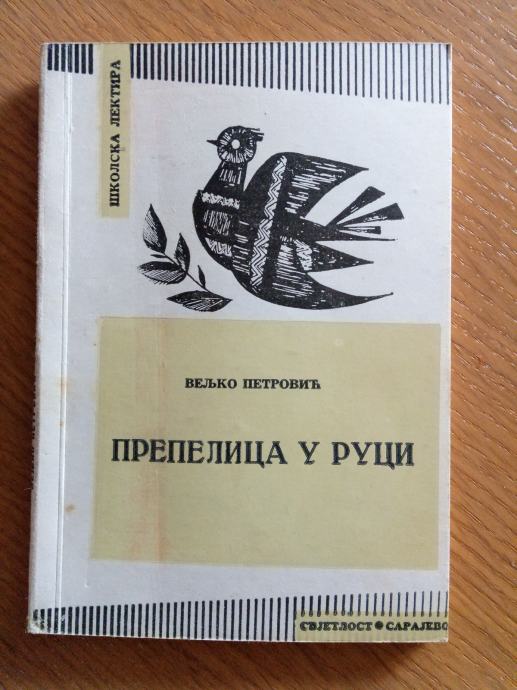 ШКОЛСКА ЛЕКТИРА
ВЕЉКО ПЕТРОВИЋ
ПРЕПЕЛИЦА У РУЦИ
СВЈЕТЛОСТ • САРАЈЕВО